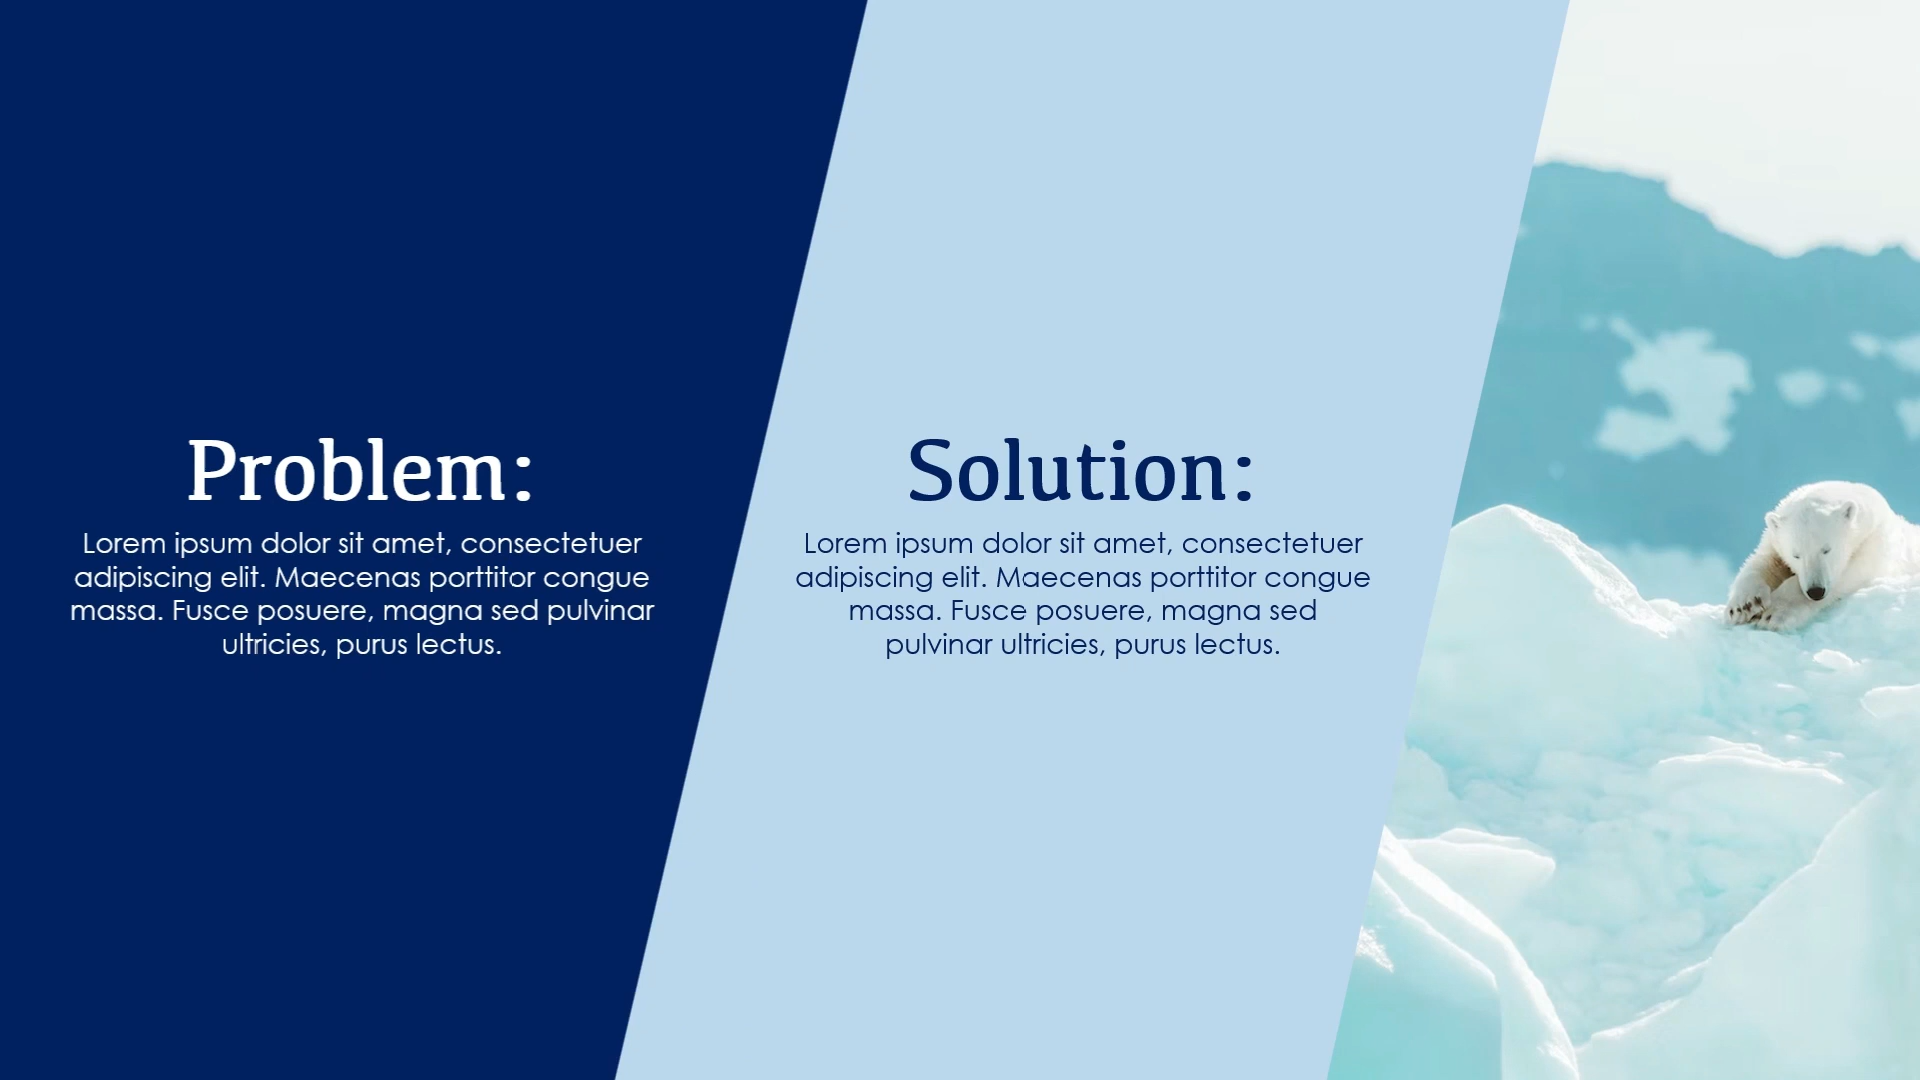 Problem:
Lorem ipsum dolor sit amet, consectetuer
adipiscing elit. Maecenas porttitor congue
massa. Fusce posuere, magna sed pulvinar
ultricies, purus lectus.
Solution:
Lorem ipsum dolor sit amet, consectetuer
adipiscing elit. Maecenas porttitor congue
massa. Fusce posuere, magna sed
pulvinar ultricies, purus lectus.